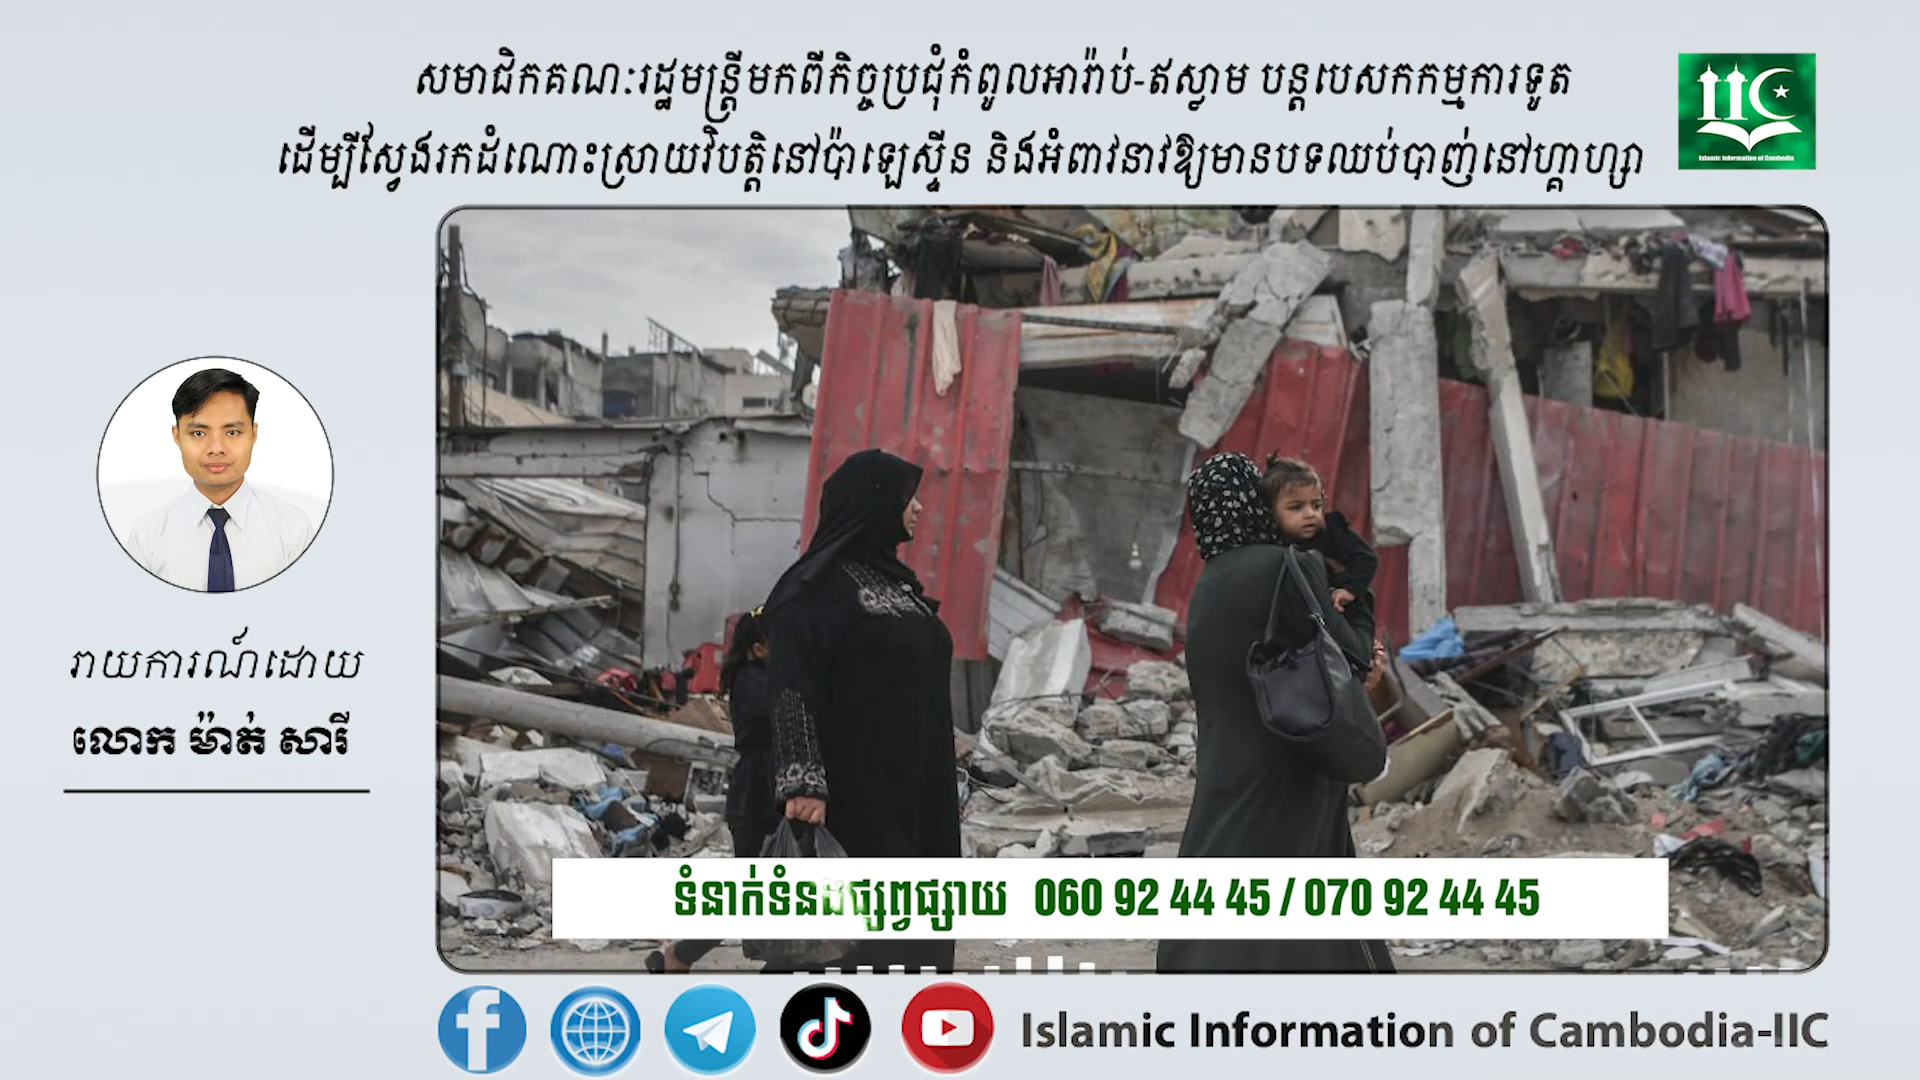 សមាជិកគណៈរដ្ឋមន្ត្រីមកពីកិច្ចប្រជុំកំពូលអារ៉ាប់-ឥស្លាម បន្តបេសកកម្មការទូត
ដើម្បីស្វែងរកដំណោះស្រាយវិបត្តិនៅប៉ាឡេស្ទីន និងអំពាវនាវឱ្យមានបទឈប់បាញ់នៅហ្គាហ្សា
IIC
Islamic Information of Cambodia
រាយការណ៍ដោយ
លោក ម៉ាត់ សារី
ទំនាក់ទំនងផ្សព្វផ្សាយ 060 92 44 45 / 070 92 44 45
Islamic Information of Cambodia-IIC